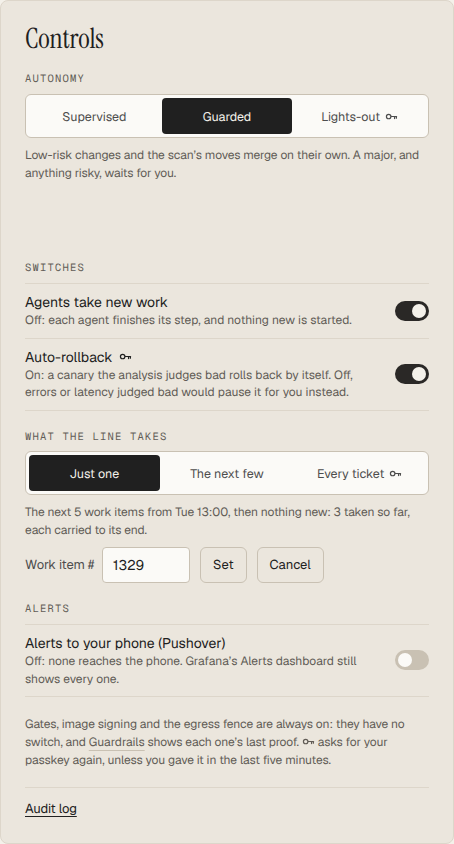 Controls
AUTONOMY
Supervised Guarded Lights-out
Low-risk changes and the scan's moves merge on their own. A major, and
anything risky, waits for you.
SWITCHES
Agents take new work
Off: each agent finishes its step, and nothing new is started.
Auto-rollback
On: a canary the analysis judges bad rolls back by itself. Off,
errors or latency judged bad would pause it for you instead.
WHAT THE LINE TAKES
Just one The next few Every ticket
The next 5 work items from Tue 13:00, then nothing new: 3 taken so far,
each carried to its end.
Work item # 1329 Set Cancel
ALERTS
Alerts to your phone (Pushover)
Off: none reaches the phone. Grafana's Alerts dashboard still
shows every one.
Gates, image signing and the egress fence are always on: they have no
switch, and Guardrails shows each one's last proof. asks for your
passkey again, unless you gave it in the last five minutes.
Audit log